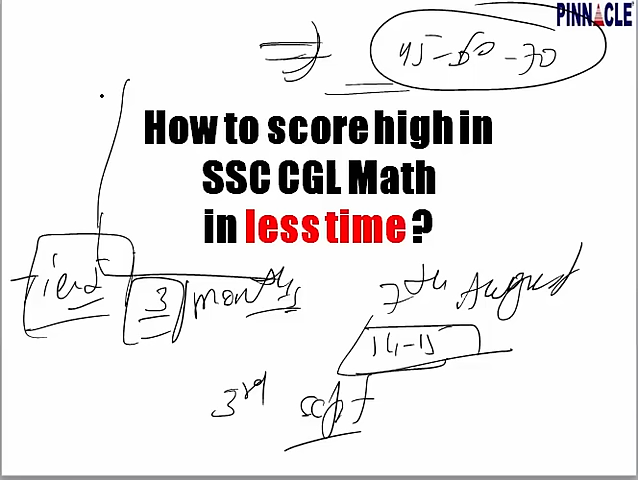 PINNACLE
45-60-70
How to score high in
SSC CGL Math
in less time ?
3 months
7th August
14-15
3rd sept